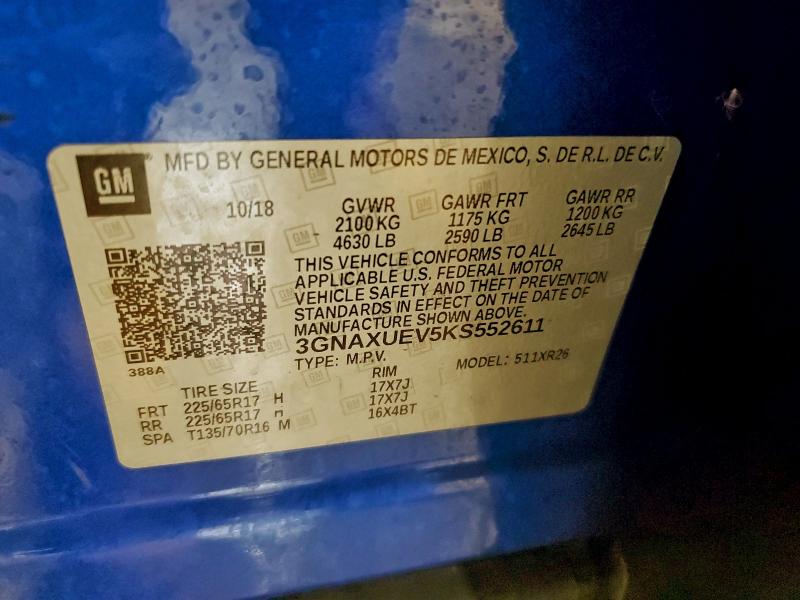 GM MFD BY GENERAL MOTORS DE MEXICO, S. DE R.L. DE C.V.
10/18 GVWR GAWR FRT GAWR RR
2100 KG 1175 KG 1200 KG
4630 LB 2590 LB 2645 LB
THIS VEHICLE CONFORMS TO ALL
APPLICABLE U.S. FEDERAL MOTOR
VEHICLE SAFETY AND THEFT PREVENTION
STANDARDS IN EFFECT ON THE DATE OF
MANUFACTURE SHOWN ABOVE.
3GNAXUEV5KS552611
388A TYPE: M.P.V. MODEL: 511XR26
TIRE SIZE RIM
FRT 225/65R17 H 17X7J
RR 225/65R17 H 17X7J
SPA T135/70R16 M 16X4BT